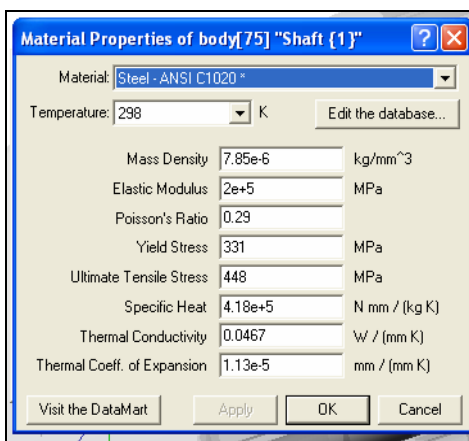 Material Properties of body[75] "Shaft {1}"
Material: Steel - ANSI C1020 *
Temperature: 298 K Edit the database...
Mass Density 7.85e-6 kg/mm^3
Elastic Modulus 2e+5 MPa
Poisson's Ratio 0.29
Yield Stress 331 MPa
Ultimate Tensile Stress 448 MPa
Specific Heat 4.18e+5 N mm / (kg K)
Thermal Conductivity 0.0467 W / (mm K)
Thermal Coeff. of Expansion 1.13e-5 mm / (mm K)
Visit the DataMart Apply OK Cancel